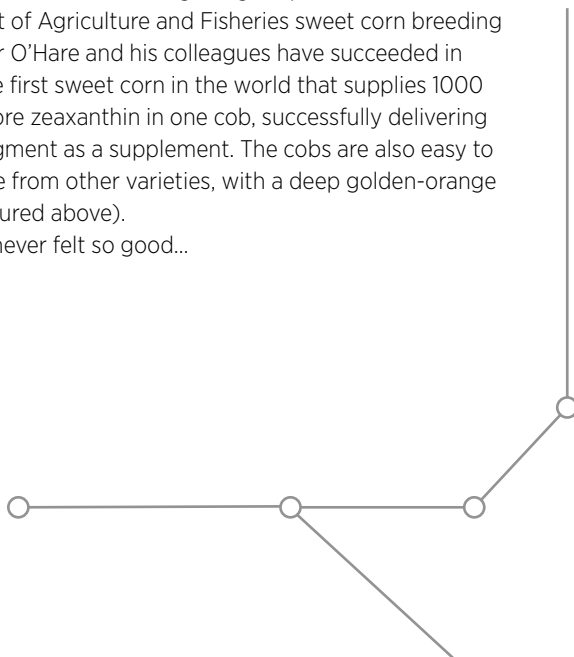 t of Agriculture and Fisheries sweet corn breeding
r O’Hare and his colleagues have succeeded in
e first sweet corn in the world that supplies 1000
ore zeaxanthin in one cob, successfully delivering
gment as a supplement. The cobs are also easy to
e from other varieties, with a deep golden-orange
ured above).
never felt so good...